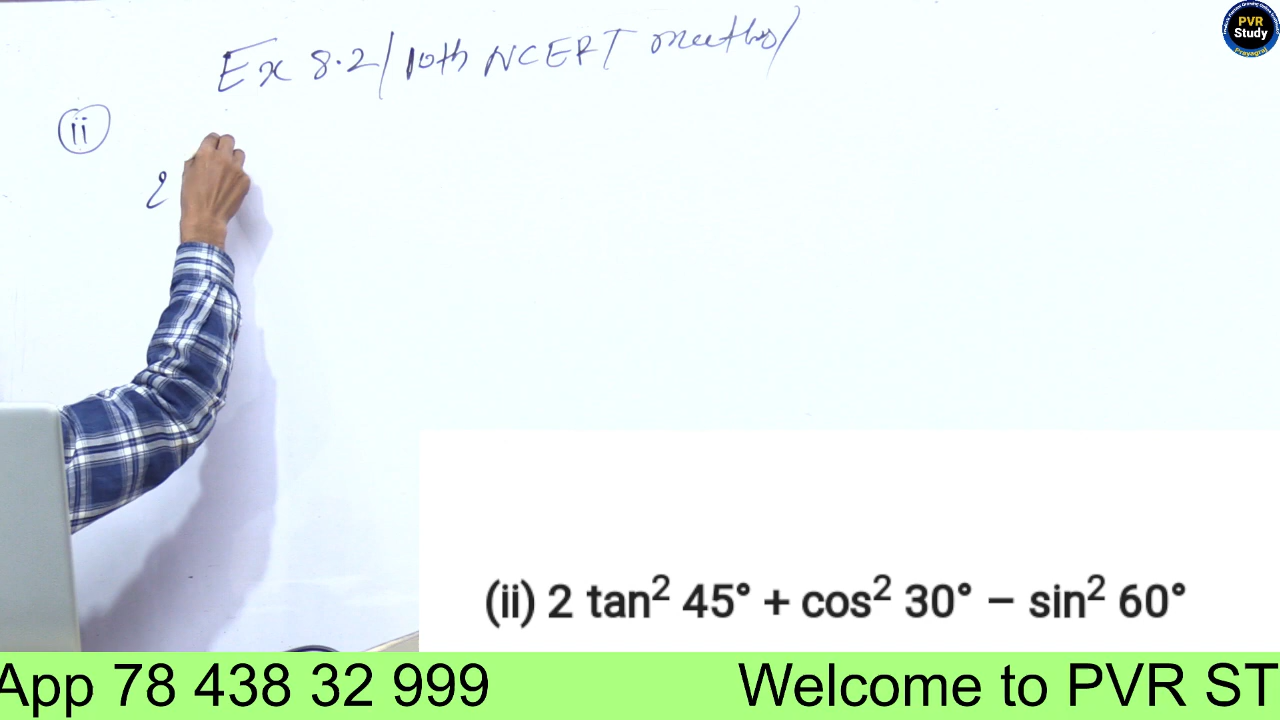 Ex 8.2/10th NCERT maths/
PVR
Study
Prayagraj
ii
2
(ii) 2 tan² 45° + cos² 30° – sin² 60°
App 78 438 32 999 Welcome to PVR ST